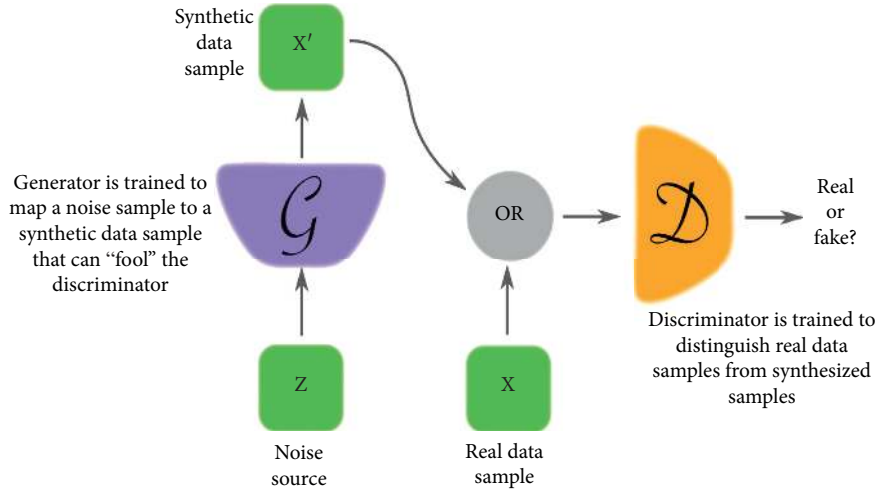 Synthetic
data
sample
X′
Generator is trained to
map a noise sample to a
synthetic data sample
that can “fool” the
discriminator
G
OR
D
Real
or
fake?
Discriminator is trained to
distinguish real data
samples from synthesized
samples
Z
X
Noise
source
Real data
sample